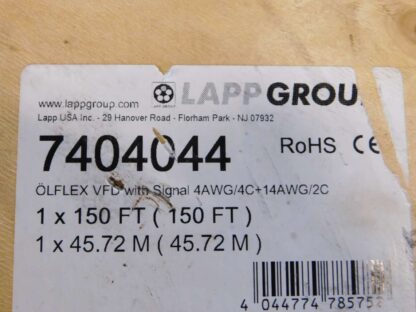 www.lappgroup.com LAPP GROUP
Lapp USA Inc. - 29 Hanover Road - Florham Park - NJ 07932
7404044 RoHS CE
ÖLFLEX VFD with Signal 4AWG/4C+14AWG/2C
1 x 150 FT ( 150 FT )
1 x 45.72 M ( 45.72 M )
4 044774 78575